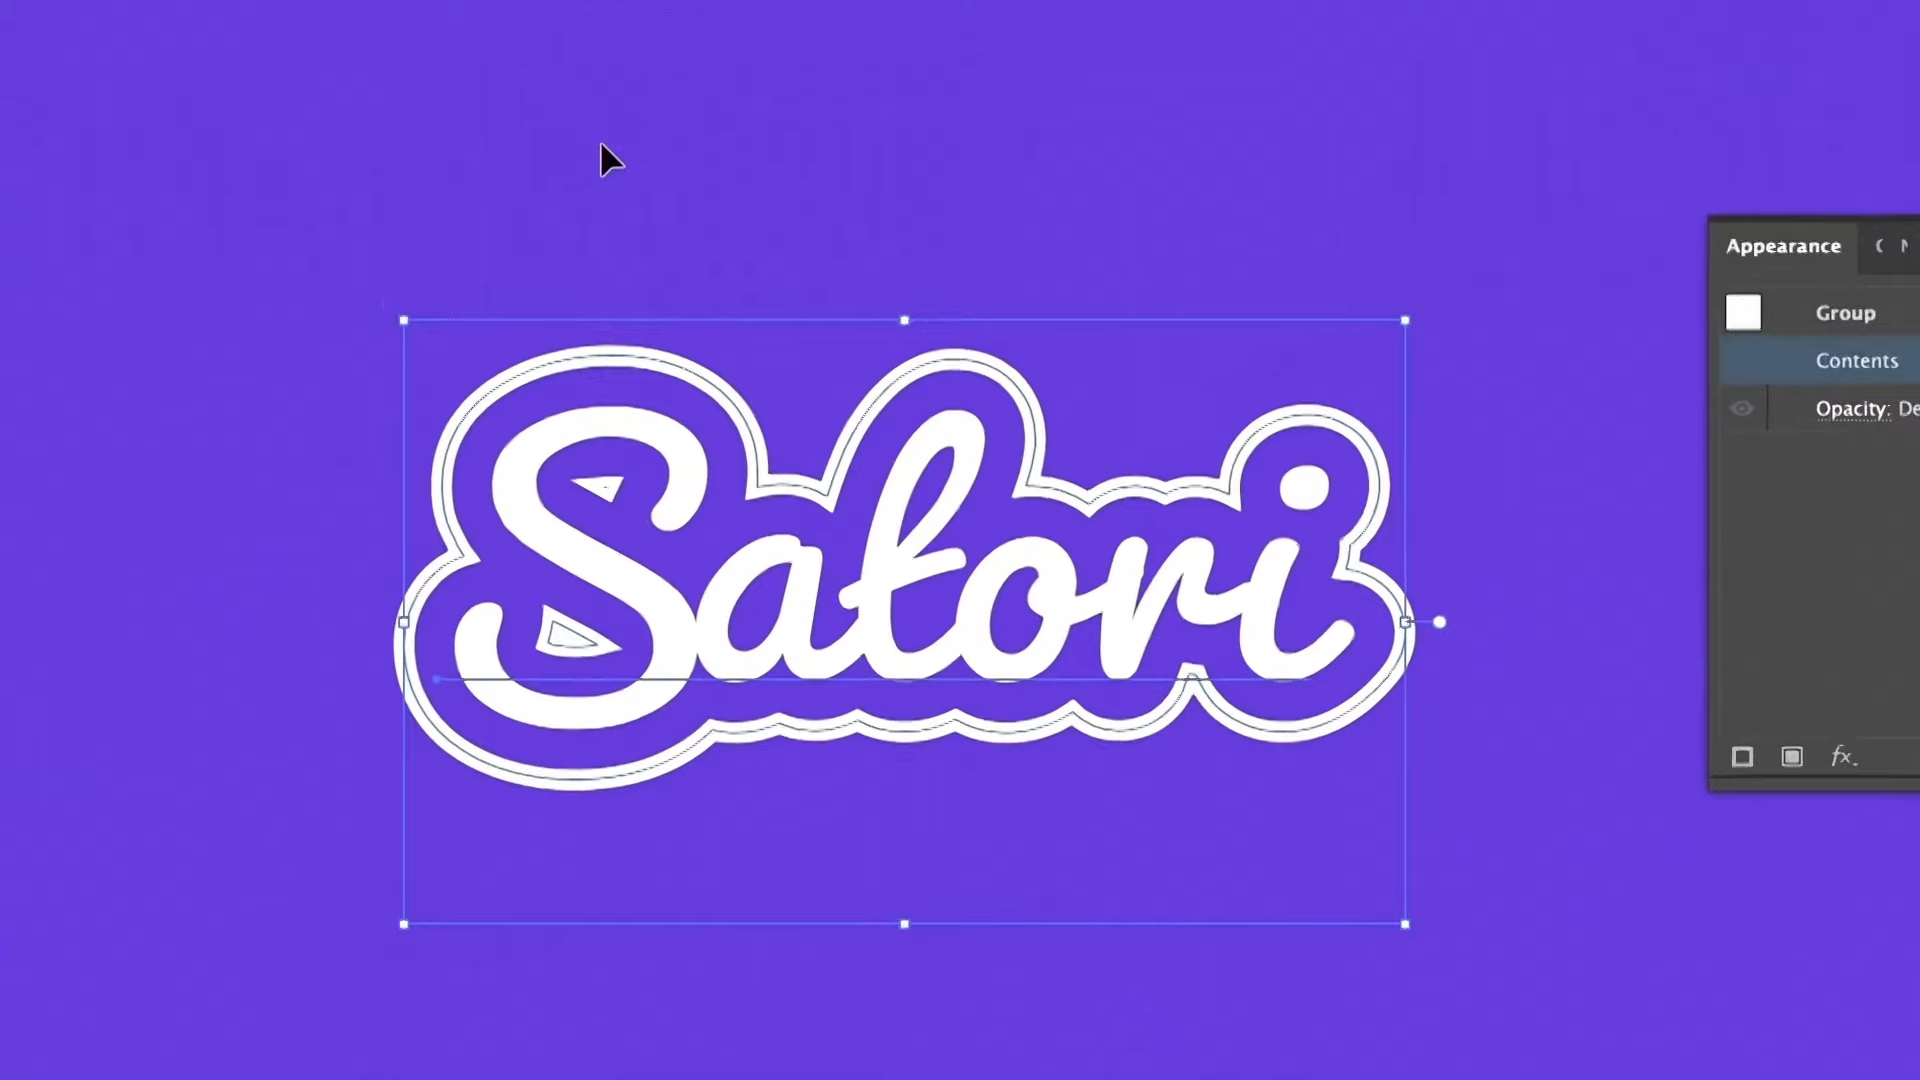 Satori
Appearance
Group
Contents
Opacity: De
fx.